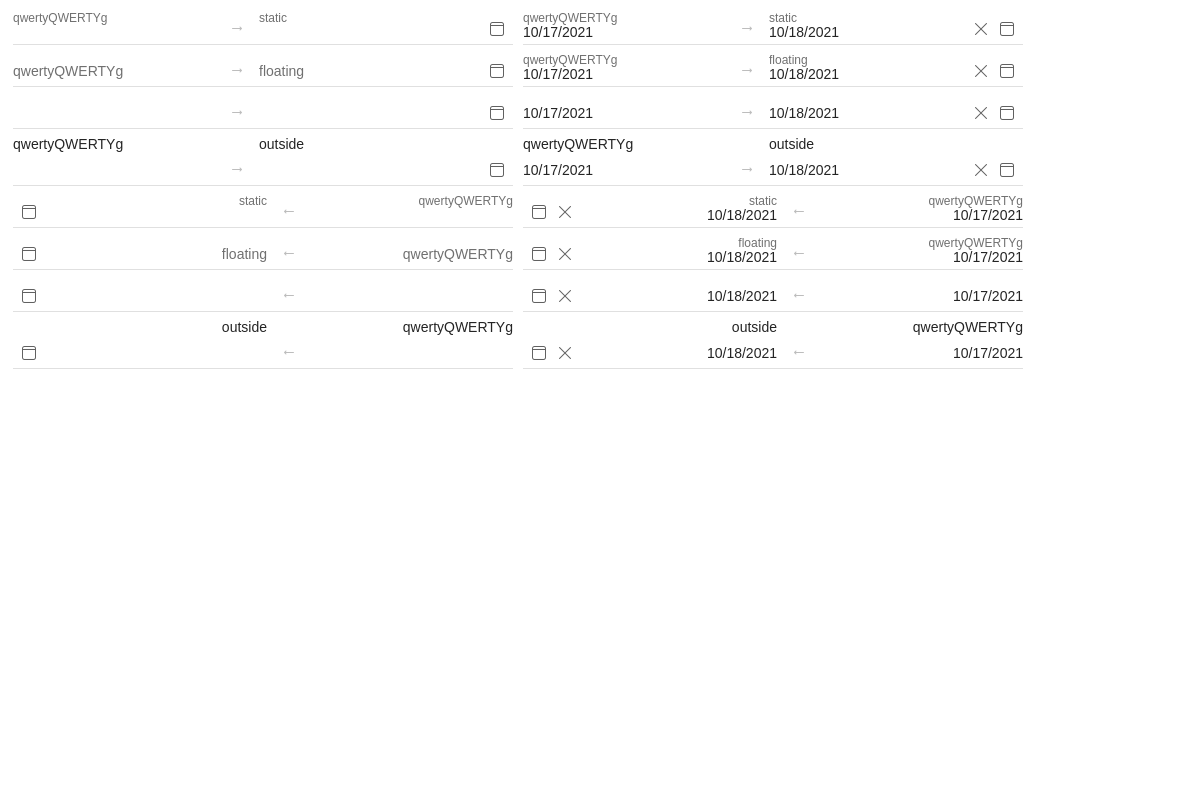 qwertyQWERTYg static qwertyQWERTYg static
→ 10/17/2021 → 10/18/2021
qwertyQWERTYg → floating qwertyQWERTYg floating
10/17/2021 → 10/18/2021
→ 10/17/2021 → 10/18/2021
qwertyQWERTYg outside qwertyQWERTYg outside
→ 10/17/2021 → 10/18/2021
static qwertyQWERTYg static qwertyQWERTYg
← 10/18/2021 ← 10/17/2021
floating qwertyQWERTYg
floating ← qwertyQWERTYg 10/18/2021 ← 10/17/2021
← 10/18/2021 ← 10/17/2021
outside qwertyQWERTYg outside qwertyQWERTYg
← 10/18/2021 ← 10/17/2021